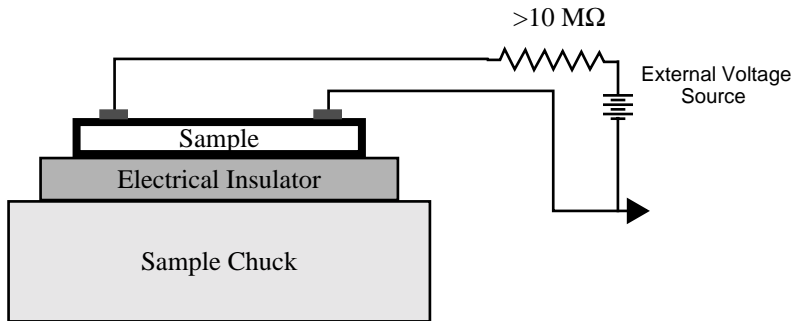 >10 MΩ
External Voltage
Source
Sample
Electrical Insulator
Sample Chuck